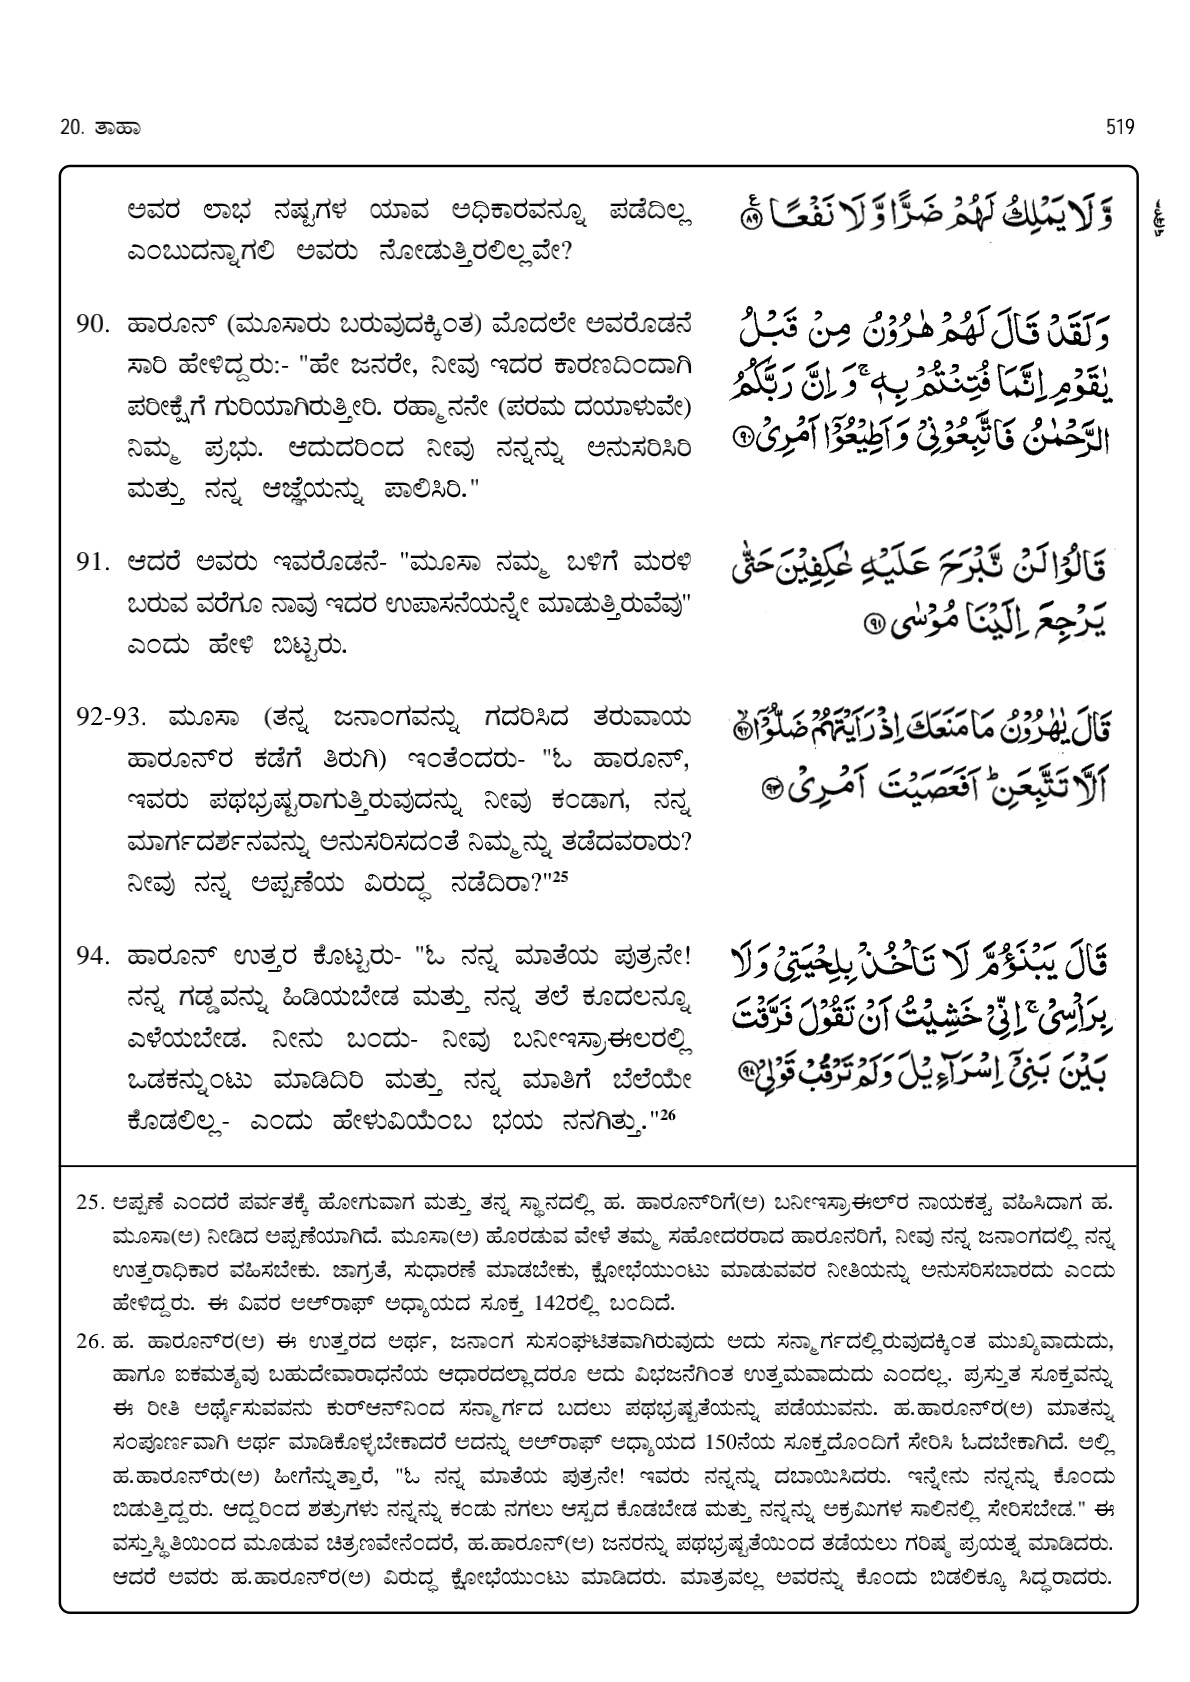 20. ತಾಹಾ
519
ಅವರ ಲಾಭ ನಷ್ಟಗಳ ಯಾವ ಅಧಿಕಾರವನ್ನೂ ಪಡೆದಿಲ್ಲ
ಎಂಬುದನ್ನಾಗಲಿ ಅವರು ನೋಡುತ್ತಿರಲಿಲ್ಲವೇ?
وَّلَا يَمْلِكُ لَهُمْ ضَرًّا وَّلَا نَفْعًا ﴿٨٩﴾
90. ಹಾರೂನ್ (ಮೂಸಾರು ಬರುವುದಕ್ಕಿಂತ) ಮೊದಲೇ ಅವರೊಡನೆ
ಸಾರಿ ಹೇಳಿದ್ದರು:- "ಹೇ ಜನರೇ, ನೀವು ಇದರ ಕಾರಣದಿಂದಾಗಿ
ಪರೀಕ್ಷೆಗೆ ಗುರಿಯಾಗಿರುತ್ತೀರಿ. ರಹ್ಮಾನನೇ (ಪರಮ ದಯಾಳುವೇ)
ನಿಮ್ಮ ಪ್ರಭು. ಆದುದರಿಂದ ನೀವು ನನ್ನನ್ನು ಅನುಸರಿಸಿರಿ
ಮತ್ತು ನನ್ನ ಆಜ್ಞೆಯನ್ನು ಪಾಲಿಸಿರಿ."
وَلَقَدْ قَالَ لَهُمْ هٰرُوْنُ مِنْ قَبْلُ
يٰقَوْمِ اِنَّمَا فُتِنْتُمْ بِهٖ ۚ وَاِنَّ رَبَّكُمُ
الرَّحْمٰنُ فَاتَّبِعُوْنِيْ وَاَطِيْعُوْٓا اَمْرِيْ ﴿٩٠﴾
91. ಆದರೆ ಅವರು ಇವರೊಡನೆ- "ಮೂಸಾ ನಮ್ಮ ಬಳಿಗೆ ಮರಳಿ
ಬರುವ ವರೆಗೂ ನಾವು ಇದರ ಉಪಾಸನೆಯನ್ನೇ ಮಾಡುತ್ತಿರುವೆವು"
ಎಂದು ಹೇಳಿ ಬಿಟ್ಟರು.
قَالُوْا لَنْ نَّبْرَحَ عَلَيْهِ عٰكِفِيْنَ حَتّٰى
يَرْجِعَ اِلَيْنَا مُوْسٰى ﴿٩١﴾
92-93. ಮೂಸಾ (ತನ್ನ ಜನಾಂಗವನ್ನು ಗದರಿಸಿದ ತರುವಾಯ
ಹಾರೂನ್‌ರ ಕಡೆಗೆ ತಿರುಗಿ) ಇಂತೆಂದರು- "ಓ ಹಾರೂನ್,
ಇವರು ಪಥಭ್ರಷ್ಟರಾಗುತ್ತಿರುವುದನ್ನು ನೀವು ಕಂಡಾಗ, ನನ್ನ
ಮಾರ್ಗದರ್ಶನವನ್ನು ಅನುಸರಿಸದಂತೆ ನಿಮ್ಮನ್ನು ತಡೆದವರಾರು?
ನೀವು ನನ್ನ ಅಪ್ಪಣೆಯ ವಿರುದ್ಧ ನಡೆದಿರಾ?"25
قَالَ يٰهٰرُوْنُ مَا مَنَعَكَ اِذْ رَاَيْتَهُمْ ضَلُّوْٓا ۙ ﴿٩٢﴾
اَلَّا تَتَّبِعَنِ ؕ اَفَعَصَيْتَ اَمْرِيْ ﴿٩٣﴾
94. ಹಾರೂನ್ ಉತ್ತರ ಕೊಟ್ಟರು- "ಓ ನನ್ನ ಮಾತೆಯ ಪುತ್ರನೇ!
ನನ್ನ ಗಡ್ಡವನ್ನು ಹಿಡಿಯಬೇಡ ಮತ್ತು ನನ್ನ ತಲೆ ಕೂದಲನ್ನೂ
ಎಳೆಯಬೇಡ. ನೀನು ಬಂದು- ನೀವು ಬನೀಇಸ್ರಾಈಲರಲ್ಲಿ
ಒಡಕನ್ನುಂಟು ಮಾಡಿದಿರಿ ಮತ್ತು ನನ್ನ ಮಾತಿಗೆ ಬೆಲೆಯೇ
ಕೊಡಲಿಲ್ಲ- ಎಂದು ಹೇಳುವಿಯೆಂಬ ಭಯ ನನಗಿತ್ತು."26
قَالَ يَبْنَؤُمَّ لَا تَاْخُذْ بِلِحْيَتِيْ وَلَا
بِرَاْسِيْ ۚ اِنِّيْ خَشِيْتُ اَنْ تَقُوْلَ فَرَّقْتَ
بَيْنَ بَنِيْٓ اِسْرَآءِيْلَ وَلَمْ تَرْقُبْ قَوْلِيْ ﴿٩٤﴾
25. ಅಪ್ಪಣೆ ಎಂದರೆ ಪರ್ವತಕ್ಕೆ ಹೋಗುವಾಗ ಮತ್ತು ತನ್ನ ಸ್ಥಾನದಲ್ಲಿ ಹ. ಹಾರೂನ್‌ರಿಗೆ(ಅ) ಬನೀಇಸ್ರಾಈಲ್‌ರ ನಾಯಕತ್ವ ವಹಿಸಿದಾಗ ಹ.
ಮೂಸಾ(ಅ) ನೀಡಿದ ಅಪ್ಪಣೆಯಾಗಿದೆ. ಮೂಸಾ(ಅ) ಹೊರಡುವ ವೇಳೆ ತಮ್ಮ ಸಹೋದರರಾದ ಹಾರೂನರಿಗೆ, ನೀವು ನನ್ನ ಜನಾಂಗದಲ್ಲಿ ನನ್ನ
ಉತ್ತರಾಧಿಕಾರ ವಹಿಸಬೇಕು. ಜಾಗ್ರತೆ, ಸುಧಾರಣೆ ಮಾಡಬೇಕು, ಕ್ಷೋಭೆಯುಂಟು ಮಾಡುವವರ ನೀತಿಯನ್ನು ಅನುಸರಿಸಬಾರದು ಎಂದು
ಹೇಳಿದ್ದರು. ಈ ವಿವರ ಅಲ್‌ರಾಫ್ ಅಧ್ಯಾಯದ ಸೂಕ್ತ 142ರಲ್ಲಿ ಬಂದಿದೆ.
26. ಹ. ಹಾರೂನ್‌ರ(ಅ) ಈ ಉತ್ತರದ ಅರ್ಥ, ಜನಾಂಗ ಸುಸಂಘಟಿತವಾಗಿರುವುದು ಅದು ಸನ್ಮಾರ್ಗದಲ್ಲಿರುವುದಕ್ಕಿಂತ ಮುಖ್ಯವಾದುದು,
ಹಾಗೂ ಐಕಮತ್ಯವು ಬಹುದೇವಾರಾಧನೆಯ ಆಧಾರದಲ್ಲಾದರೂ ಅದು ವಿಭಜನೆಗಿಂತ ಉತ್ತಮವಾದುದು ಎಂದಲ್ಲ. ಪ್ರಸ್ತುತ ಸೂಕ್ತವನ್ನು
ಈ ರೀತಿ ಅರ್ಥೈಸುವವನು ಕುರ್‌ಆನ್‌ನಿಂದ ಸನ್ಮಾರ್ಗದ ಬದಲು ಪಥಭ್ರಷ್ಟತೆಯನ್ನು ಪಡೆಯುವನು. ಹ.ಹಾರೂನ್‌ರ(ಅ) ಮಾತನ್ನು
ಸಂಪೂರ್ಣವಾಗಿ ಅರ್ಥ ಮಾಡಿಕೊಳ್ಳಬೇಕಾದರೆ ಅದನ್ನು ಅಲ್‌ರಾಫ್ ಅಧ್ಯಾಯದ 150ನೆಯ ಸೂಕ್ತದೊಂದಿಗೆ ಸೇರಿಸಿ ಓದಬೇಕಾಗಿದೆ. ಅಲ್ಲಿ
ಹ.ಹಾರೂನ್‌ರು(ಅ) ಹೀಗೆನ್ನುತ್ತಾರೆ, "ಓ ನನ್ನ ಮಾತೆಯ ಪುತ್ರನೇ! ಇವರು ನನ್ನನ್ನು ದಬಾಯಿಸಿದರು. ಇನ್ನೇನು ನನ್ನನ್ನು ಕೊಂದು
ಬಿಡುತ್ತಿದ್ದರು. ಆದ್ದರಿಂದ ಶತ್ರುಗಳು ನನ್ನನ್ನು ಕಂಡು ನಗಲು ಆಸ್ಪದ ಕೊಡಬೇಡ ಮತ್ತು ನನ್ನನ್ನು ಅಕ್ರಮಿಗಳ ಸಾಲಿನಲ್ಲಿ ಸೇರಿಸಬೇಡ." ಈ
ವಸ್ತುಸ್ಥಿತಿಯಿಂದ ಮೂಡುವ ಚಿತ್ರಣವೇನೆಂದರೆ, ಹ.ಹಾರೂನ್(ಅ) ಜನರನ್ನು ಪಥಭ್ರಷ್ಟತೆಯಿಂದ ತಡೆಯಲು ಗರಿಷ್ಠ ಪ್ರಯತ್ನ ಮಾಡಿದರು.
ಆದರೆ ಅವರು ಹ.ಹಾರೂನ್‌ರ(ಅ) ವಿರುದ್ಧ ಕ್ಷೋಭೆಯುಂಟು ಮಾಡಿದರು. ಮಾತ್ರವಲ್ಲ ಅವರನ್ನು ಕೊಂದು ಬಿಡಲಿಕ್ಕೂ ಸಿದ್ಧರಾದರು.